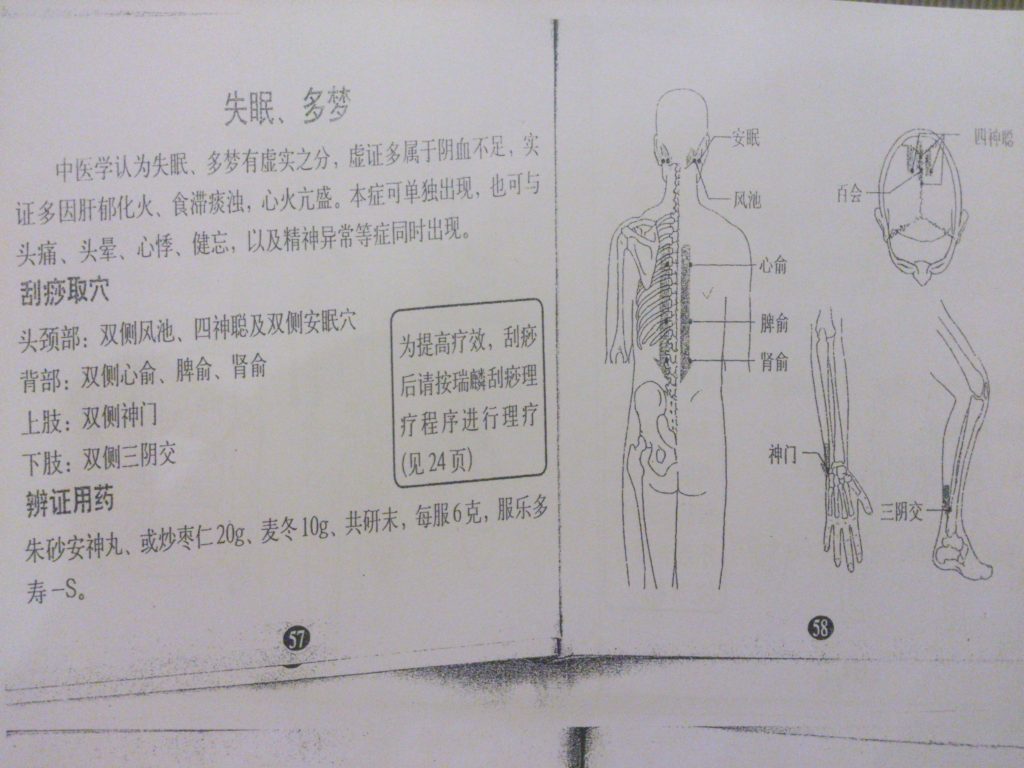 失眠、多梦
中医学认为失眠、多梦有虚实之分，虚证多属于阴血不足，实
证多因肝郁化火、食滞痰浊，心火亢盛。本症可单独出现，也可与
头痛、头晕、心悸、健忘，以及精神异常等症同时出现。
刮痧取穴
头颈部：双侧风池、四神聪及双侧安眠穴
背部：双侧心俞、脾俞、肾俞
上肢：双侧神门
下肢：双侧三阴交
为提高疗效，刮痧
后请按瑞麟刮痧理
疗程序进行理疗
(见24页)
辨证用药
朱砂安神丸、或炒枣仁20g、麦冬10g、共研末，每服6克，服乐多
寿－S。
57
安眠
风池
心俞
脾俞
肾俞
四神聪
百会
神门
三阴交
58